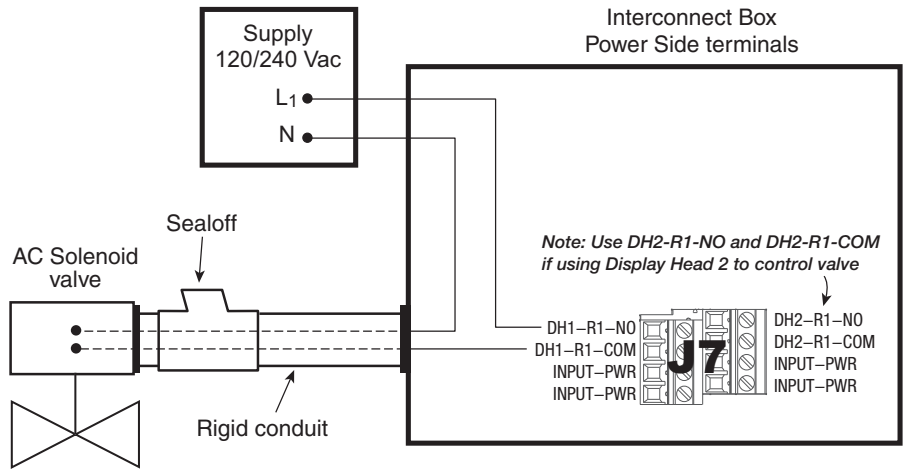 Supply
120/240 Vac
L1
N
Interconnect Box
Power Side terminals
Sealoff
AC Solenoid
valve
Rigid conduit
Note: Use DH2-R1-NO and DH2-R1-COM
if using Display Head 2 to control valve
DH1–R1–NO
DH1–R1–COM
INPUT–PWR
INPUT–PWR
J7
DH2–R1–NO
DH2–R1–COM
INPUT–PWR
INPUT–PWR